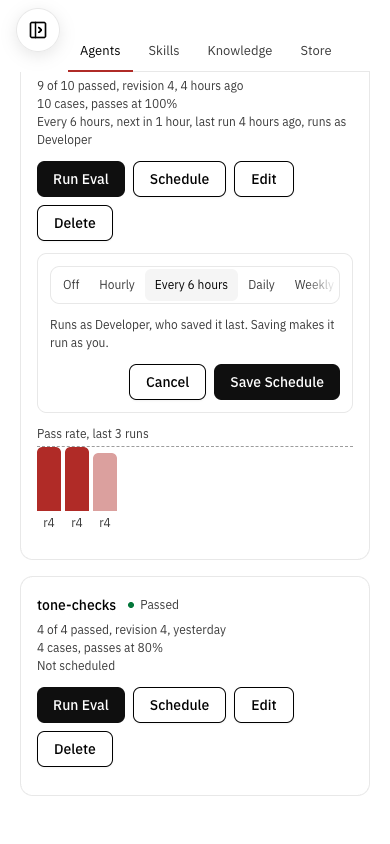 Agents
Skills
Knowledge
Store
9 of 10 passed, revision 4, 4 hours ago
10 cases, passes at 100%
Every 6 hours, next in 1 hour, last run 4 hours ago, runs as
Developer
Run Eval
Schedule
Edit
Delete
Off
Hourly
Every 6 hours
Daily
Weekly
Runs as Developer, who saved it last. Saving makes it
run as you.
Cancel
Save Schedule
Pass rate, last 3 runs
r4
r4
r4
tone-checks
Passed
4 of 4 passed, revision 4, yesterday
4 cases, passes at 80%
Not scheduled
Run Eval
Schedule
Edit
Delete